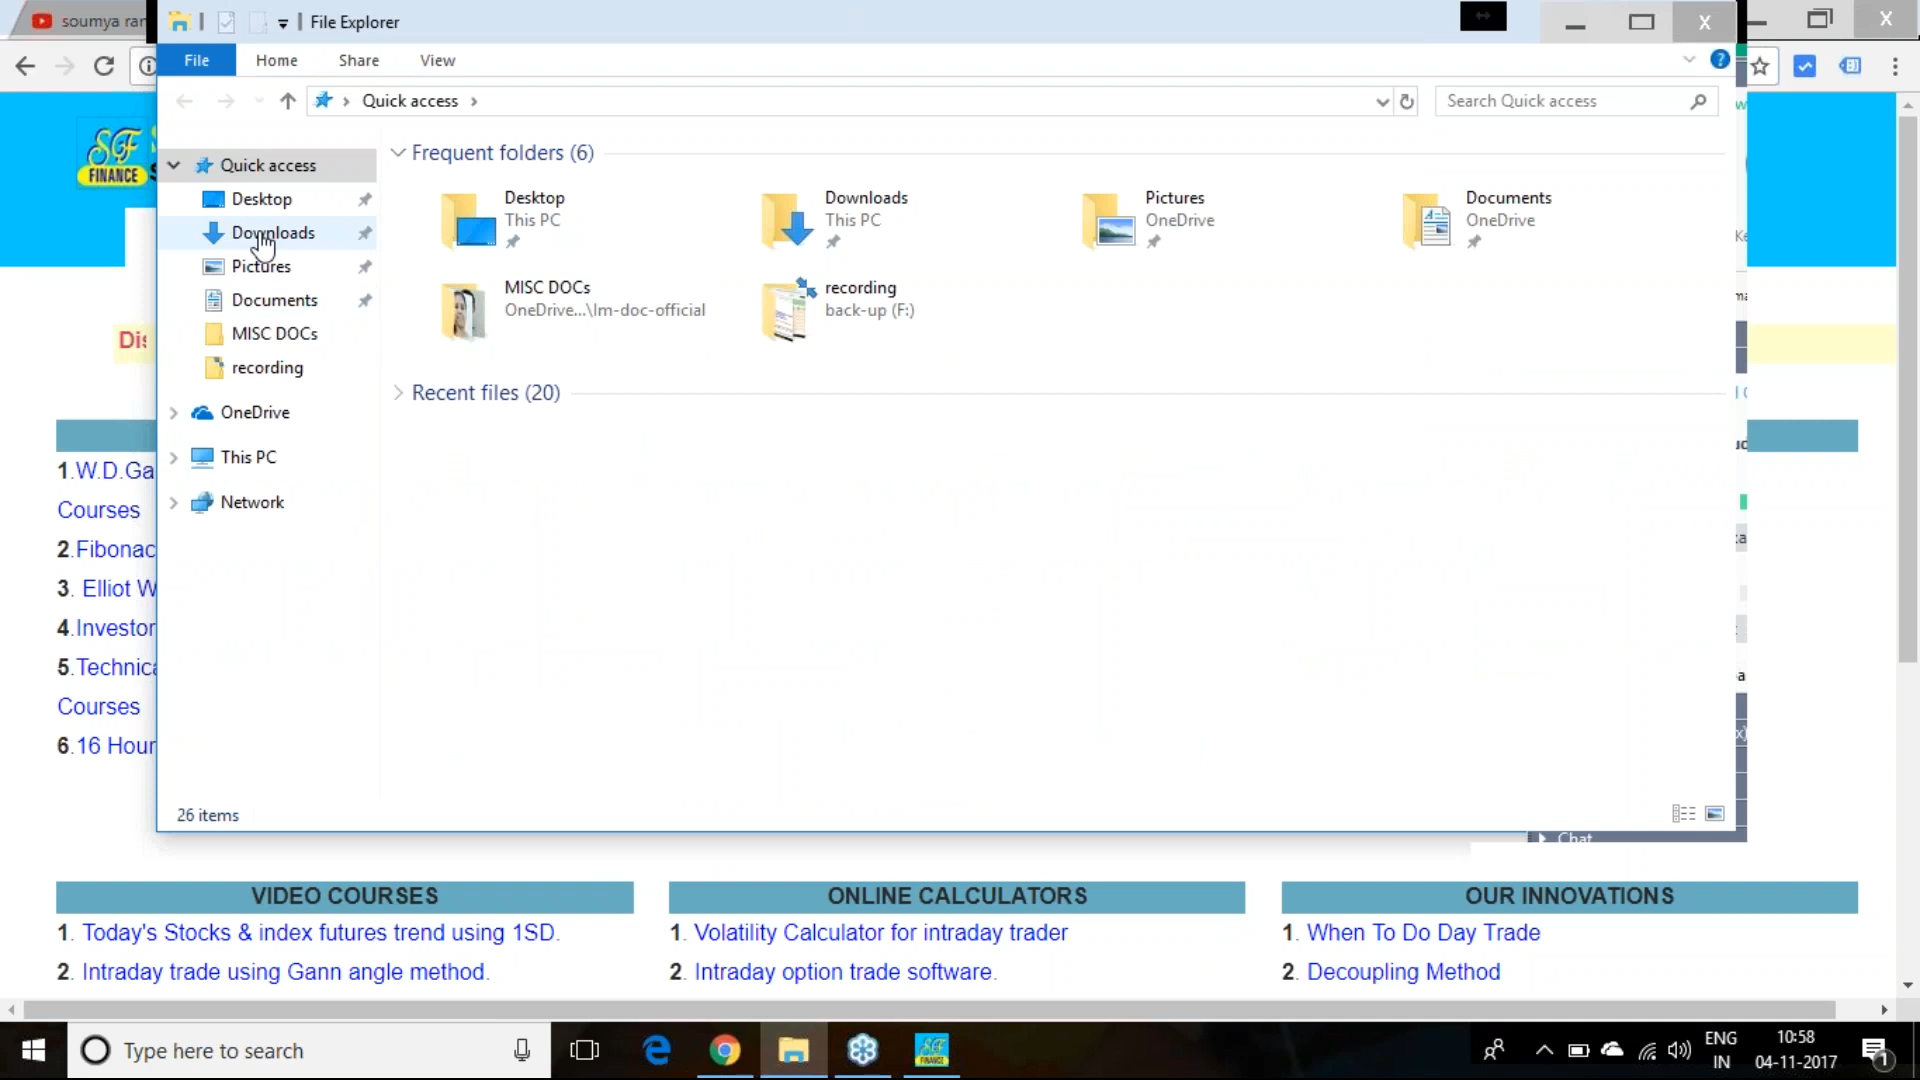 soumya ran
File Explorer
File
Home
Share
View
Quick access
Search Quick access
SF
FINANCE
Quick access
Desktop
Downloads
Pictures
Documents
MISC DOCs
recording
OneDrive
This PC
Network
Frequent folders (6)
Desktop
This PC
Downloads
This PC
Pictures
OneDrive
Documents
OneDrive
MISC DOCs
OneDrive...\lm-doc-official
recording
back-up (F:)
Recent files (20)
26 items
1.W.D.Ga
Courses
2.Fibonac
3. Elliot W
4.Investor
5.Technica
Courses
6.16 Hour
Chat
VIDEO COURSES
1. Today's Stocks & index futures trend using 1SD.
2. Intraday trade using Gann angle method.
ONLINE CALCULATORS
1. Volatility Calculator for intraday trader
2. Intraday option trade software.
OUR INNOVATIONS
1. When To Do Day Trade
2. Decoupling Method
Type here to search
SF
FINANCE
ENG
IN
10:58
04-11-2017
1